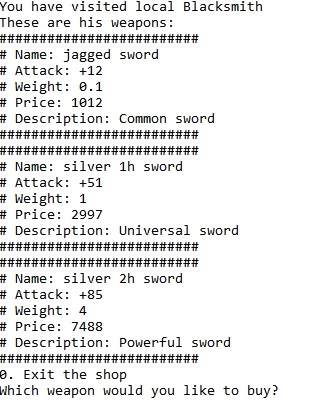 You have visited local Blacksmith
These are his weapons:
#########################
# Name: jagged sword
# Attack: +12
# Weight: 0.1
# Price: 1012
# Description: Common sword
#########################
#########################
# Name: silver 1h sword
# Attack: +51
# Weight: 1
# Price: 2997
# Description: Universal sword
#########################
#########################
# Name: silver 2h sword
# Attack: +85
# Weight: 4
# Price: 7488
# Description: Powerful sword
#########################
0. Exit the shop
Which weapon would you like to buy?